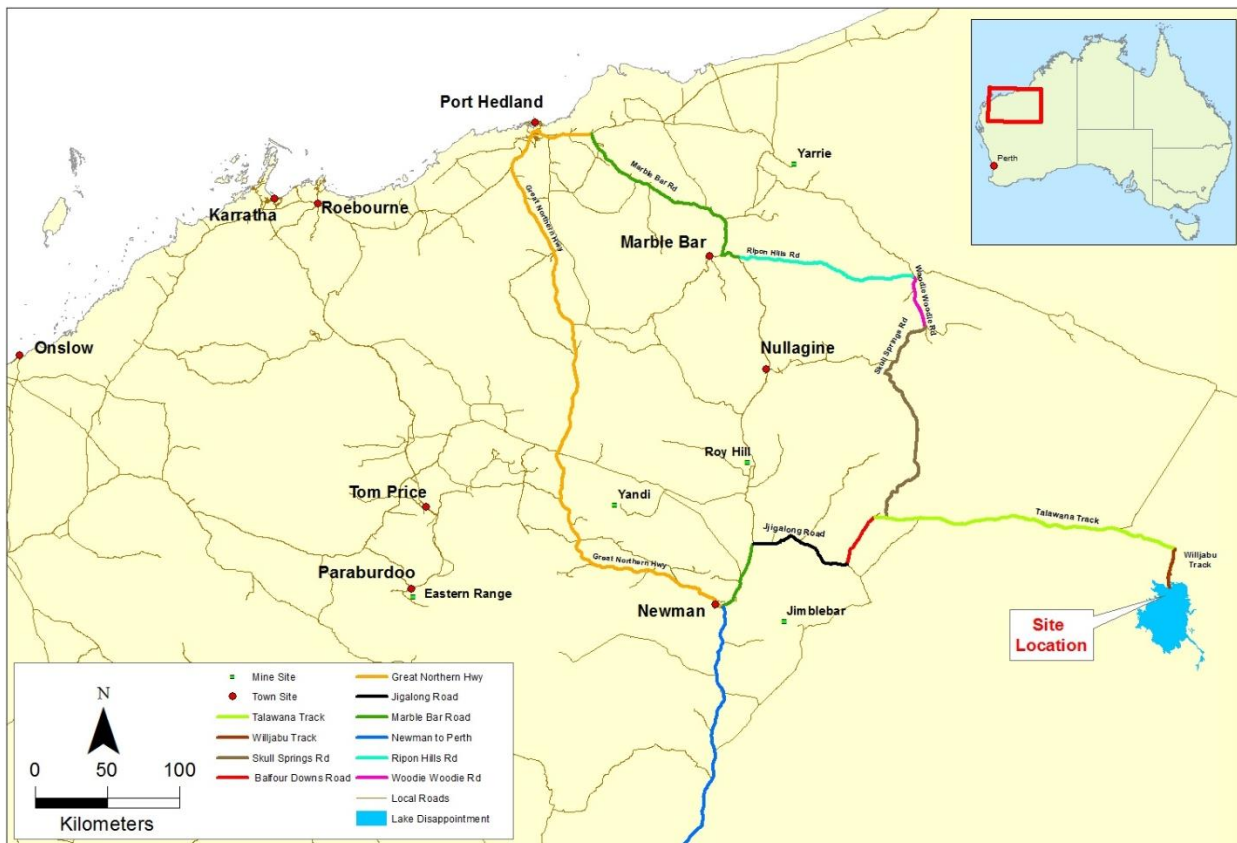 Port Hedland
Yarrie
Perth
Karratha
Roebourne
Marble Bar Rd
Great Northern Hwy
Marble Bar
Ripon Hills Rd
Woodie Woodie Rd
Onslow
Nullagine
Skull Springs Rd
Roy Hill
Tom Price
Yandi
Talawana Track
Jjigalong Road
Great Northern Hwy
Willjabu
Track
Paraburdoo
Eastern Range
Newman
Jimblebar
Site
Location
Mine Site
Town Site
Talawana Track
Willjabu Track
Skull Springs Rd
Balfour Downs Road
Great Northern Hwy
Jigalong Road
Marble Bar Road
Newman to Perth
Ripon Hills Rd
Woodie Woodie Rd
Local Roads
Lake Disappointment
N
0 50 100
Kilometers